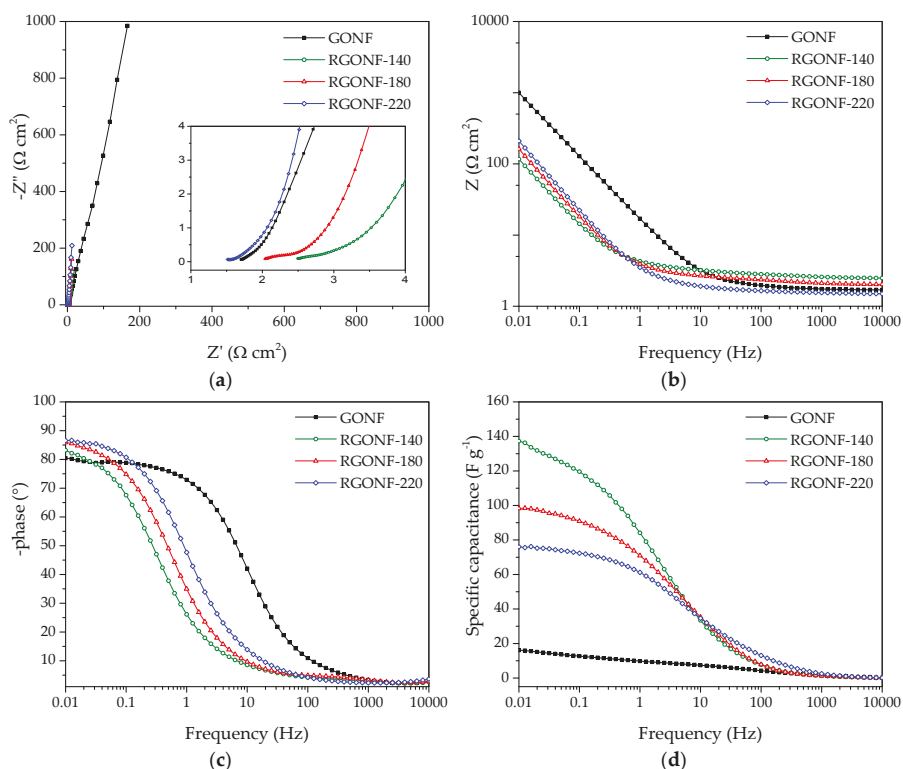 1000
800
600
400
200
0
-Z'' (Ω cm²)
0 200 400 600 800 1000
Z' (Ω cm²)
GONF
RGONF-140
RGONF-180
RGONF-220
4
3
2
1
0
1 2 3 4
(a)
100
1
Z (Ω cm²)
0.01 0.1 1 10 100 1000 10000
Frequency (Hz)
GONF
RGONF-140
RGONF-180
RGONF-220
(b)
100
90
80
70
60
50
40
30
20
10
-phase (°)
0.01 0.1 1 10 100 1000 10000
Frequency (Hz)
GONF
RGONF-140
RGONF-180
RGONF-220
(c)
160
140
120
100
80
60
40
20
0
Specific capacitance (F g⁻¹)
0.01 0.1 1 10 100 1000 10000
Frequency (Hz)
GONF
RGONF-140
RGONF-180
RGONF-220
(d)